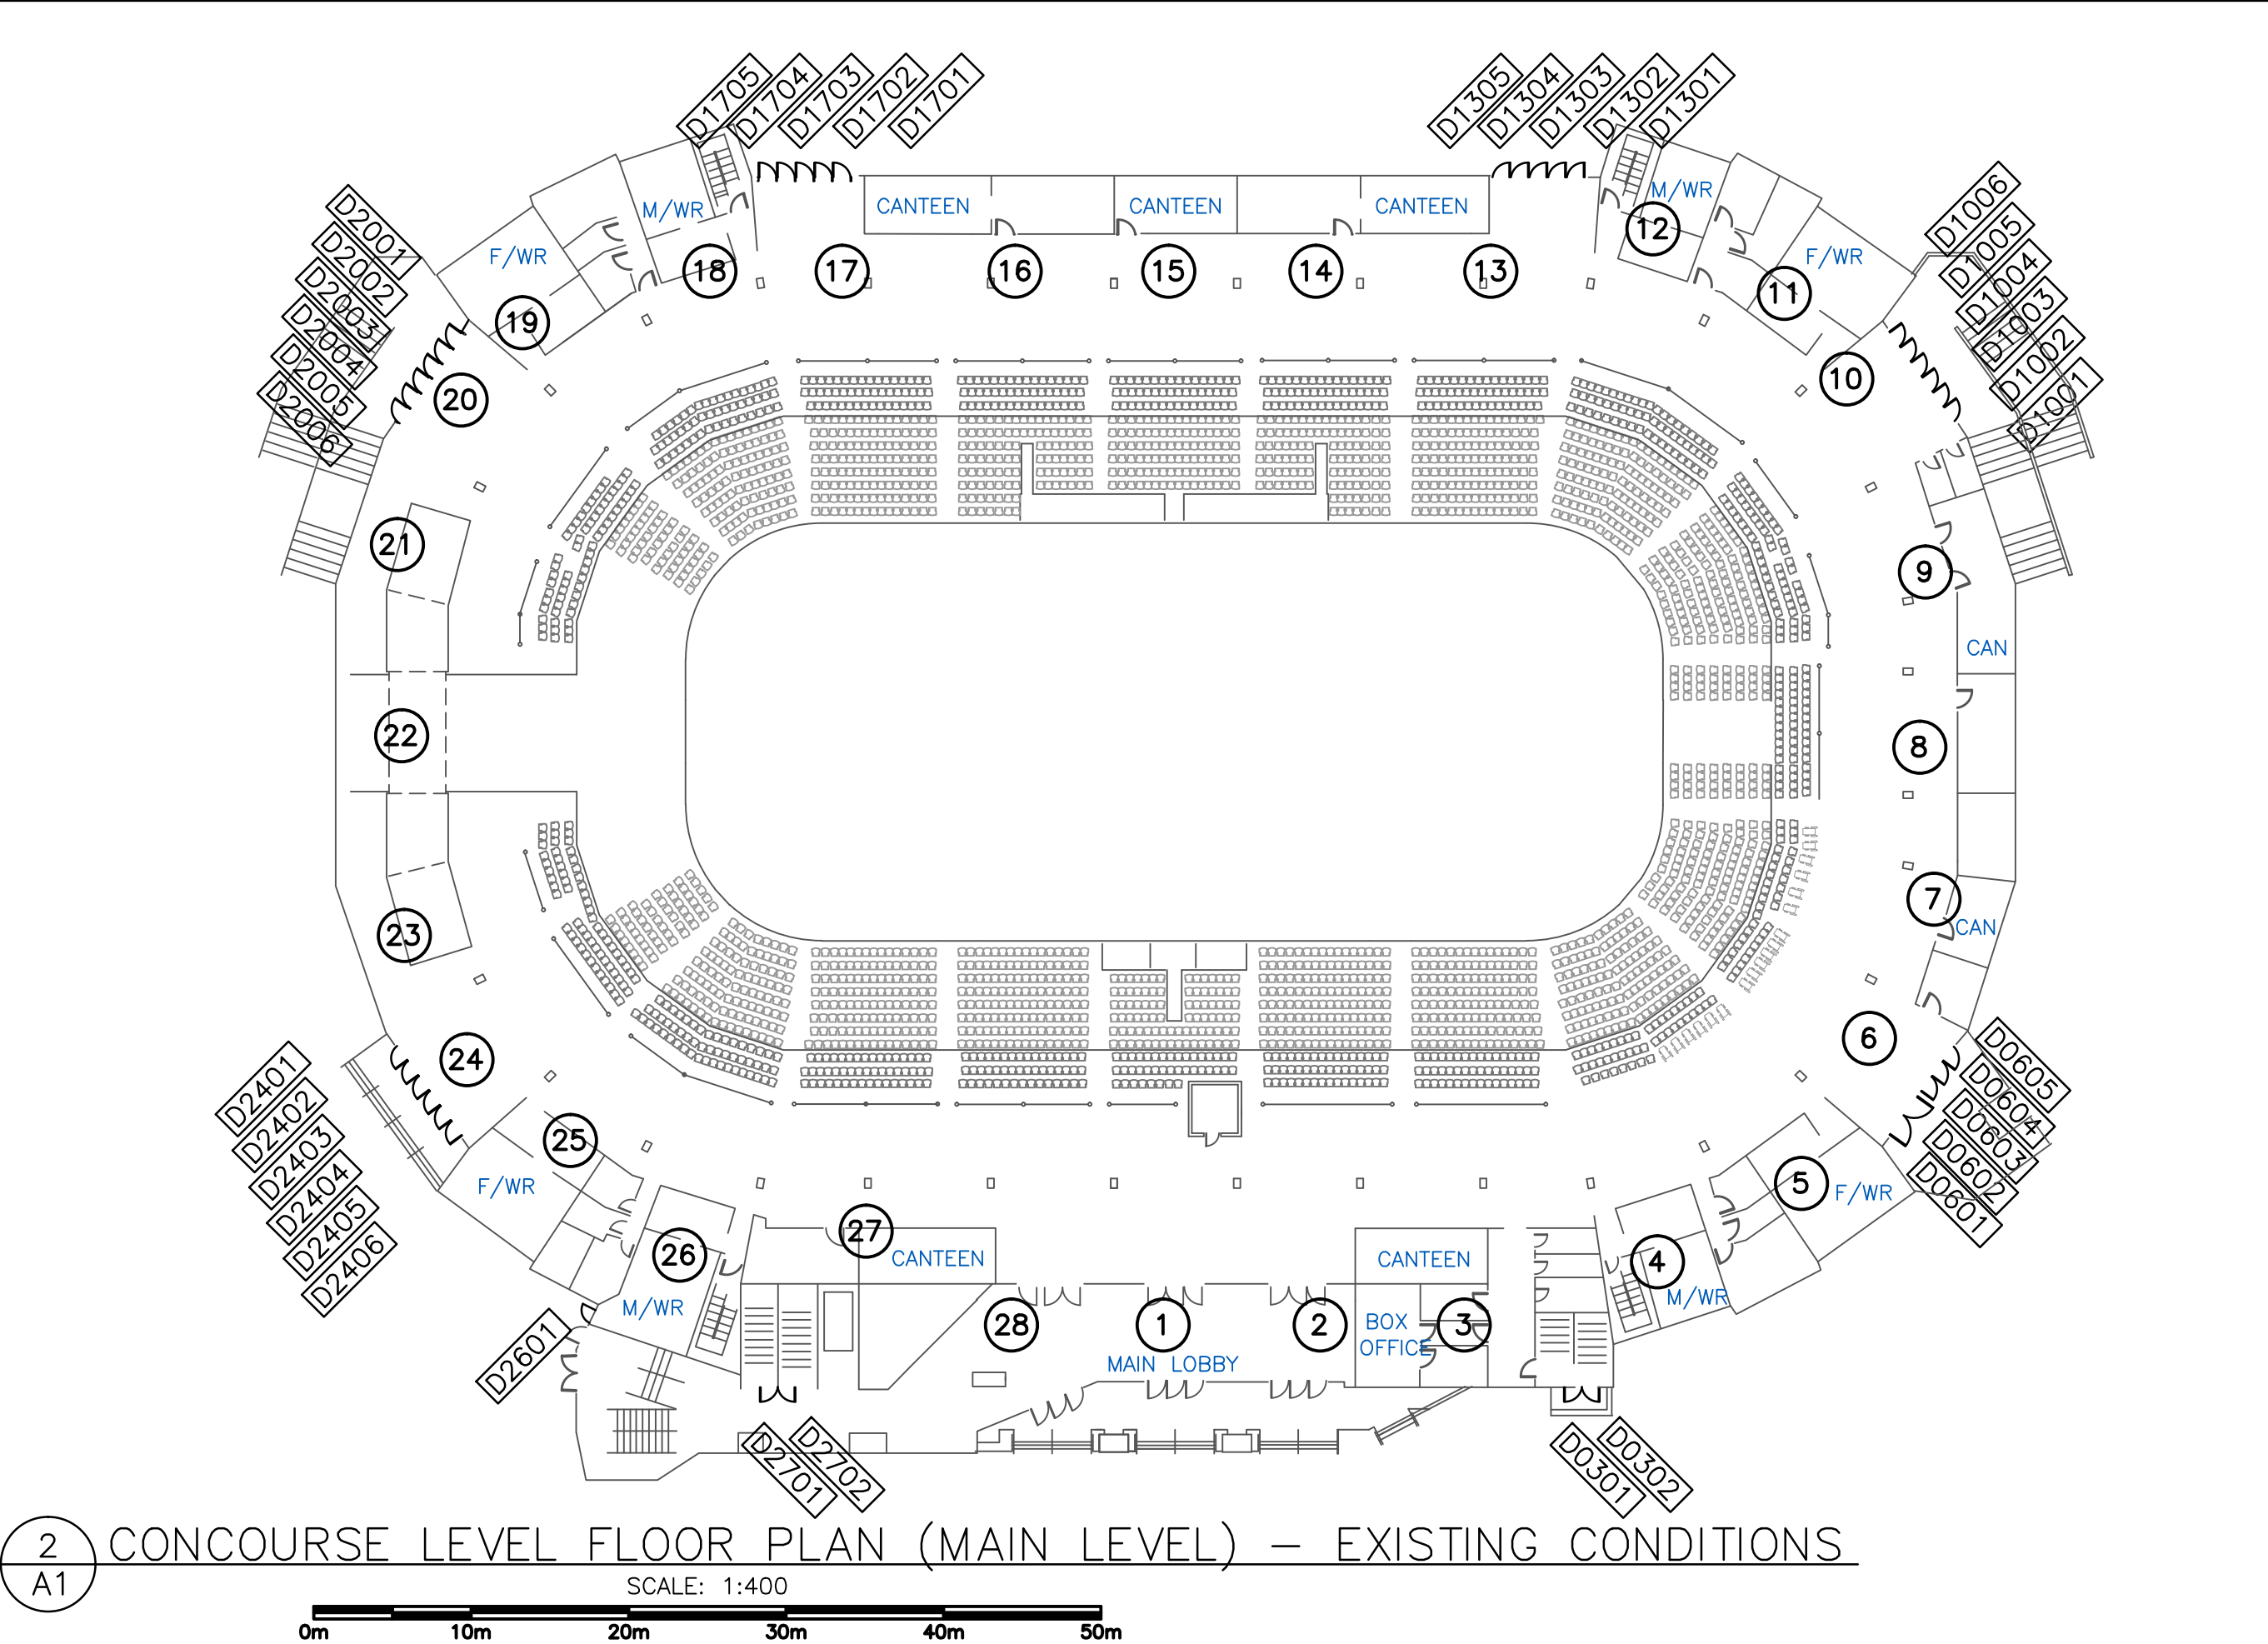 D1705
D1704
D1703
D1702
D1701
D1305
D1304
D1303
D1302
D1301
D2001
D2002
D2003
D2004
D2005
D2006
D1006
D1005
D1004
D1003
D1002
D1001
M/WR
CANTEEN
CANTEEN
CANTEEN
M/WR
F/WR
F/WR
12
18
17
16
15
14
13
11
19
10
20
21
9
CAN
22
8
7
CAN
23
6
24
D2401
D2402
D2403
D2404
D2405
D2406
D0605
D0604
D0603
D0602
D0601
25
F/WR
5
F/WR
27
26
CANTEEN
CANTEEN
4
M/WR
M/WR
28
1
2
BOX
OFFICE
3
MAIN LOBBY
D2601
D2701
D2702
D0301
D0302
2
A1
CONCOURSE LEVEL FLOOR PLAN (MAIN LEVEL) – EXISTING CONDITIONS
SCALE: 1:400
0m 10m 20m 30m 40m 50m